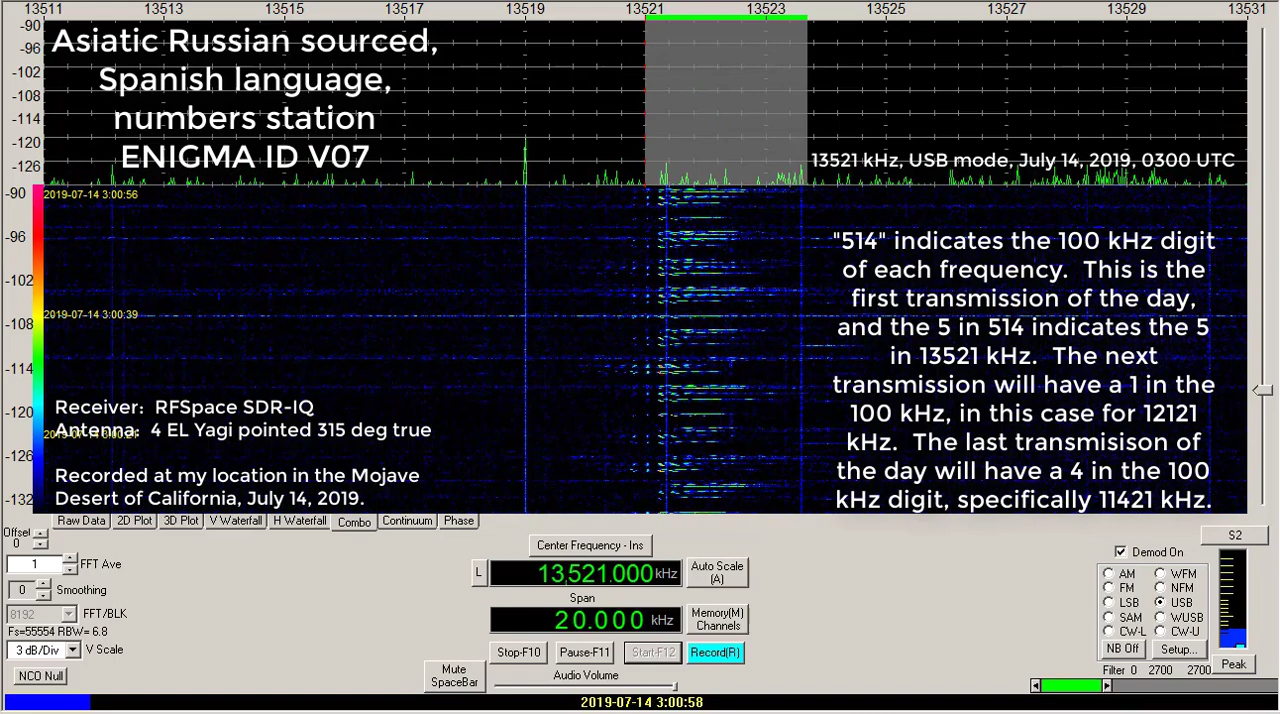 13511 13513 13515 13517 13519 13521 13523 13525 13527 13529 13531
-90
-96
-102
-108
-114
-120
-126
Asiatic Russian sourced,
Spanish language,
numbers station
ENIGMA ID V07
13521 kHz, USB mode, July 14, 2019, 0300 UTC
-90
-96
-102
-108
-114
-120
-126
-132
2019-07-14 3:00:56
2019-07-14 3:00:39
"514" indicates the 100 kHz digit
of each frequency. This is the
first transmission of the day,
and the 5 in 514 indicates the 5
in 13521 kHz. The next
transmission will have a 1 in the
100 kHz, in this case for 12121
kHz. The last transmisison of
the day will have a 4 in the 100
kHz digit, specifically 11421 kHz.
Receiver: RFSpace SDR-IQ
Antenna: 4 EL Yagi pointed 315 deg true
Recorded at my location in the Mojave
Desert of California, July 14, 2019.
Raw Data 2D Plot 3D Plot V Waterfall H Waterfall Combo Continuum Phase
Offset
0
1 FFT Ave
0 Smoothing
8192 FFT/BLK
Fs=55554 RBW= 6.8
3 dB/Div V Scale
NCO Null
Center Frequency - Ins
L 13,521.000 kHz
Auto Scale
(A)
Span
20.000 kHz
Memory(M)
Channels
Stop-F10 Pause-F11 Start-F12 Record(R)
Mute
SpaceBar
Audio Volume
S2
Demod On
AM WFM
FM NFM
LSB USB
SAM WUSB
CW-L CW-U
NB Off Setup...
Filter 0 2700 2700
Peak
2019-07-14 3:00:58